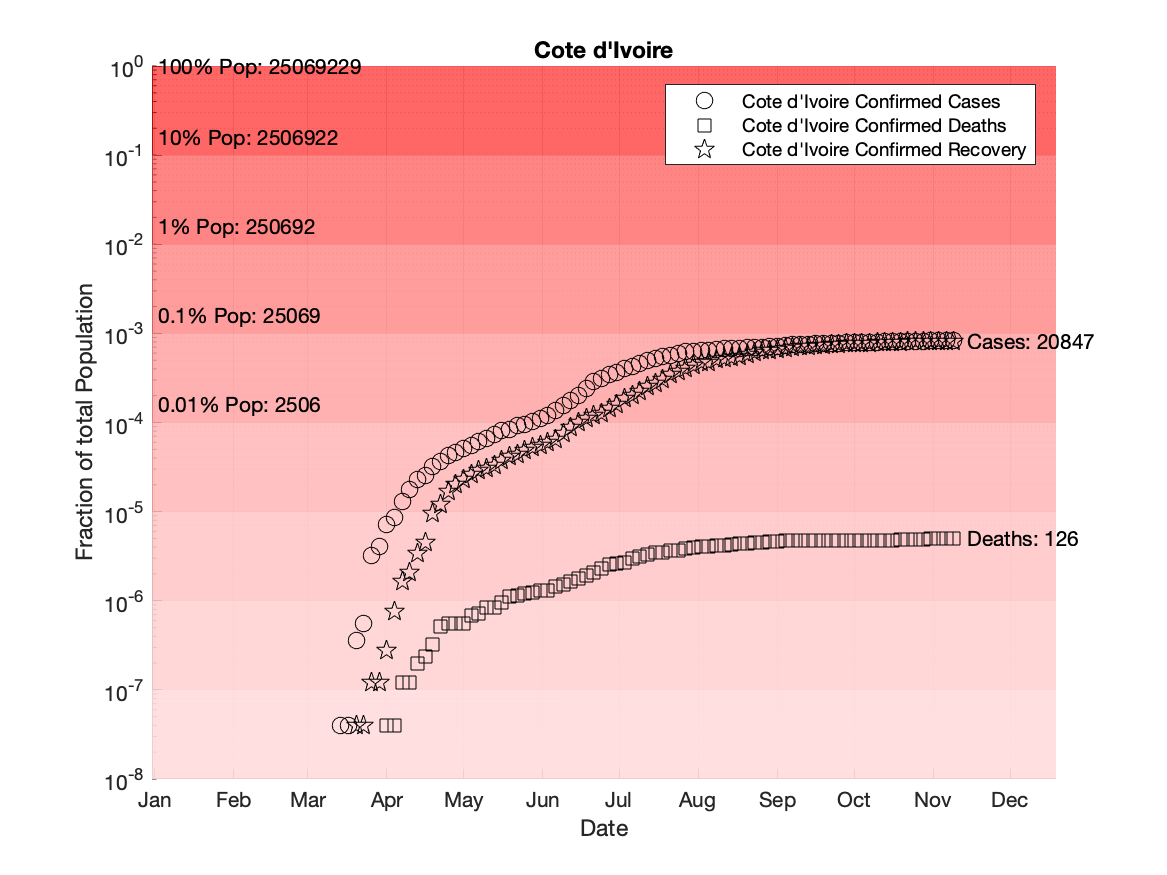 Cote d'Ivoire
10^0
100% Pop: 25069229
Cote d'Ivoire Confirmed Cases
Cote d'Ivoire Confirmed Deaths
Cote d'Ivoire Confirmed Recovery
10% Pop: 2506922
10^-1
1% Pop: 250692
10^-2
0.1% Pop: 25069
10^-3
Cases: 20847
0.01% Pop: 2506
10^-4
10^-5
Deaths: 126
10^-6
10^-7
10^-8
Fraction of total Population
Jan Feb Mar Apr May Jun Jul Aug Sep Oct Nov Dec
Date